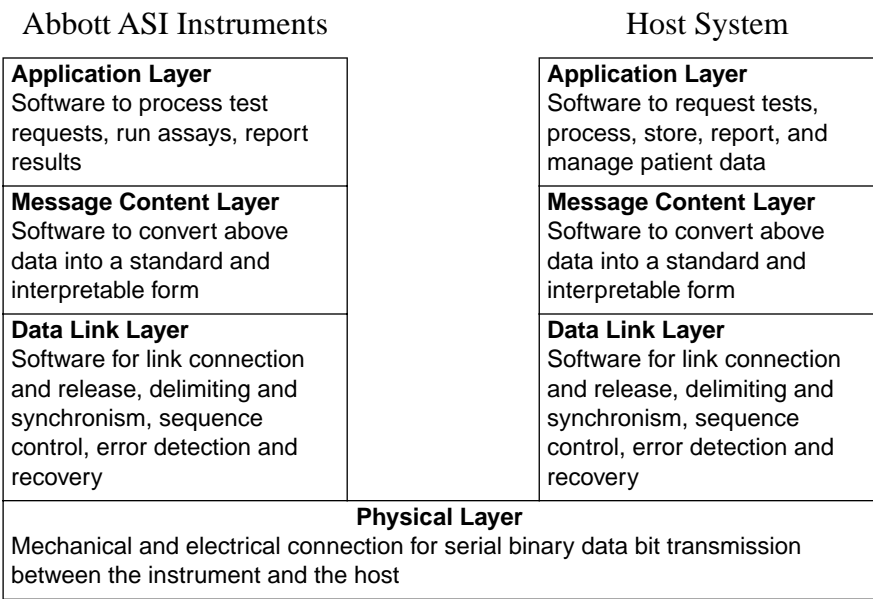 Abbott ASI Instruments
Application Layer
Software to process test
requests, run assays, report
results
Message Content Layer
Software to convert above
data into a standard and
interpretable form
Data Link Layer
Software for link connection
and release, delimiting and
synchronism, sequence
control, error detection and
recovery
Host System
Application Layer
Software to request tests,
process, store, report, and
manage patient data
Message Content Layer
Software to convert above
data into a standard and
interpretable form
Data Link Layer
Software for link connection
and release, delimiting and
synchronism, sequence
control, error detection and
recovery
Physical Layer
Mechanical and electrical connection for serial binary data bit transmission
between the instrument and the host